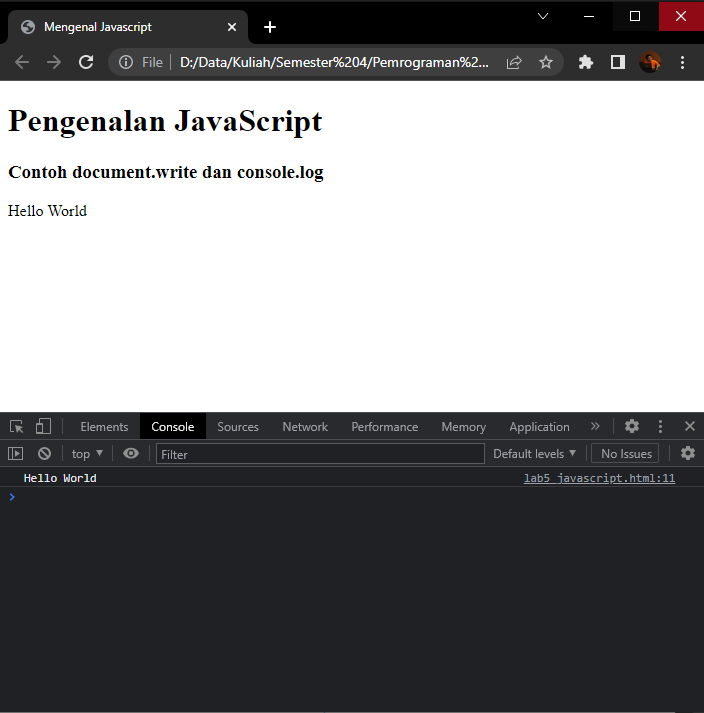 Mengenal Javascript
File | D:/Data/Kuliah/Semester%204/Pemrograman%2...
Pengenalan JavaScript
Contoh document.write dan console.log
Hello World
Elements Console Sources Network Performance Memory Application »
top ▼ Filter Default levels ▼ No Issues
Hello World lab5_javascript.html:11
>